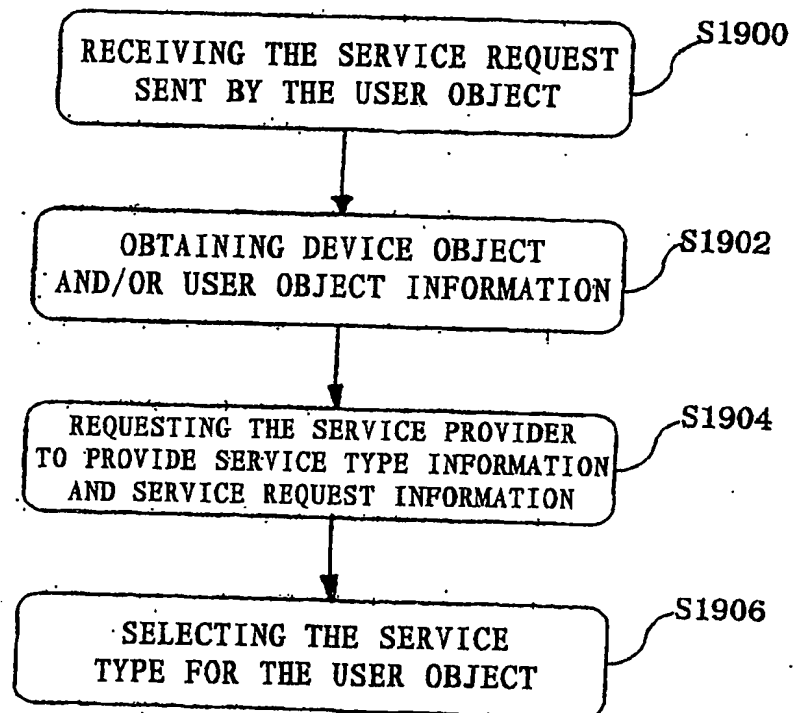 RECEIVING THE SERVICE REQUEST
SENT BY THE USER OBJECT
S1900
OBTAINING DEVICE OBJECT
AND/OR USER OBJECT INFORMATION
S1902
REQUESTING THE SERVICE PROVIDER
TO PROVIDE SERVICE TYPE INFORMATION
AND SERVICE REQUEST INFORMATION
S1904
SELECTING THE SERVICE
TYPE FOR THE USER OBJECT
S1906